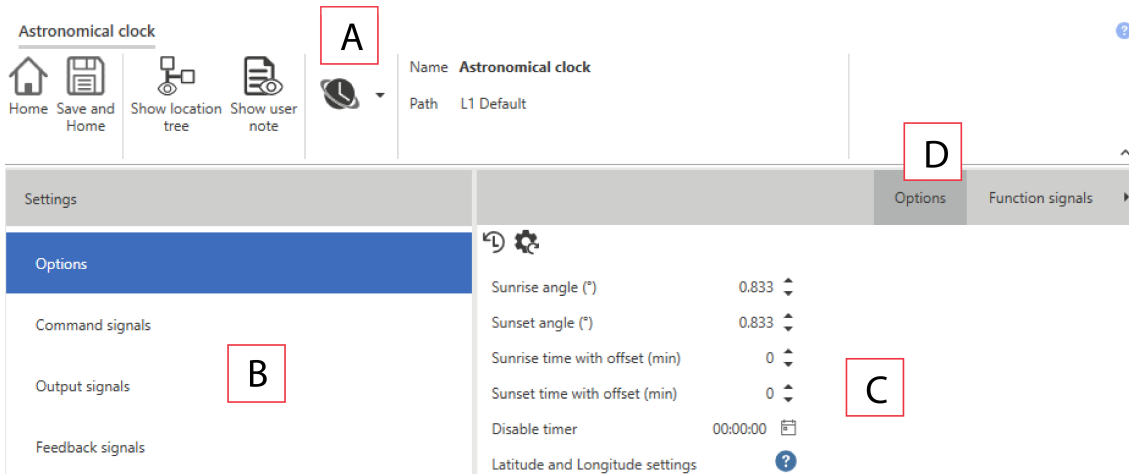 Astronomical clock
A
?
Home
Save and
Home
Show location
tree
Show user
note
Name Astronomical clock
Path L1 Default
D
Settings
Options
Function signals
Options
Command signals
Output signals
Feedback signals
B
Sunrise angle (°) 0.833
Sunset angle (°) 0.833
Sunrise time with offset (min) 0
Sunset time with offset (min) 0
Disable timer 00:00:00
Latitude and Longitude settings ?
C